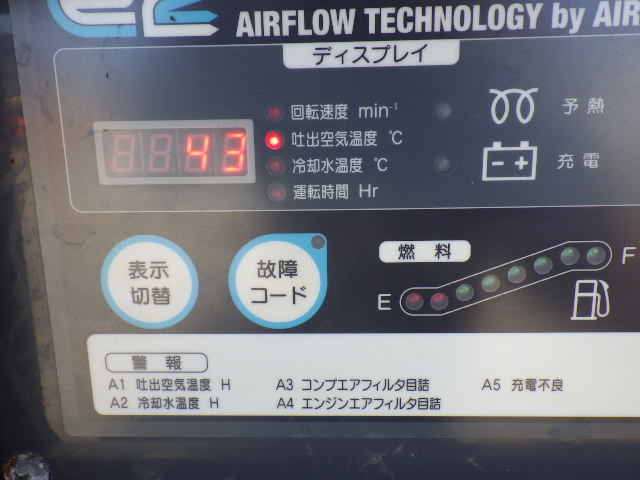 AIRFLOW TECHNOLOGY by AIR
ディスプレイ
43
回転速度 min-1
吐出空気温度 ℃
冷却水温度 ℃
運転時間 Hr
予熱
充電
表示
切替
故障
コード
燃料
E
F
警報
A1 吐出空気温度 H
A2 冷却水温度 H
A3 コンプエアフィルタ目詰
A4 エンジンエアフィルタ目詰
A5 充電不良